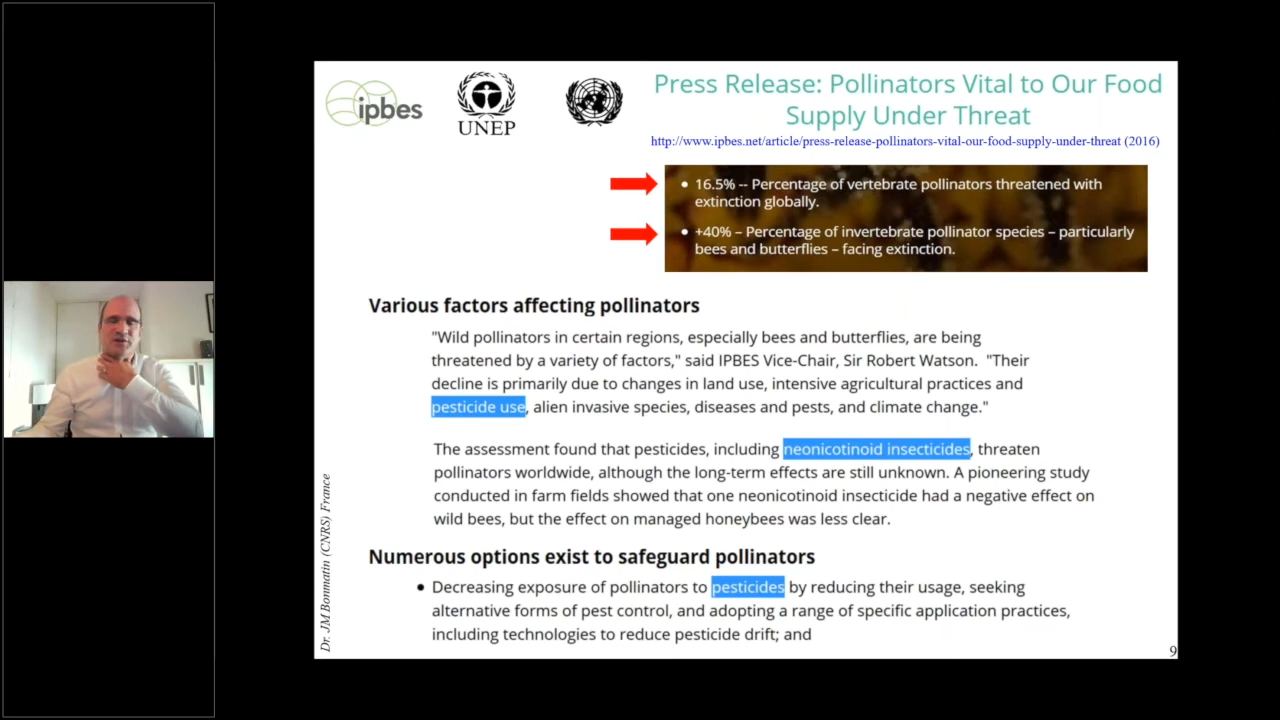 ipbes
UNEP
Press Release: Pollinators Vital to Our Food
Supply Under Threat
http://www.ipbes.net/article/press-release-pollinators-vital-our-food-supply-under-threat (2016)
• 16.5% -- Percentage of vertebrate pollinators threatened with
extinction globally.
• +40% – Percentage of invertebrate pollinator species – particularly
bees and butterflies – facing extinction.
Various factors affecting pollinators
"Wild pollinators in certain regions, especially bees and butterflies, are being
threatened by a variety of factors," said IPBES Vice-Chair, Sir Robert Watson. "Their
decline is primarily due to changes in land use, intensive agricultural practices and
pesticide use, alien invasive species, diseases and pests, and climate change."
The assessment found that pesticides, including neonicotinoid insecticides, threaten
pollinators worldwide, although the long-term effects are still unknown. A pioneering study
conducted in farm fields showed that one neonicotinoid insecticide had a negative effect on
wild bees, but the effect on managed honeybees was less clear.
Numerous options exist to safeguard pollinators
• Decreasing exposure of pollinators to pesticides by reducing their usage, seeking
alternative forms of pest control, and adopting a range of specific application practices,
including technologies to reduce pesticide drift; and
Dr. JM Bonmatin (CNRS) France
9